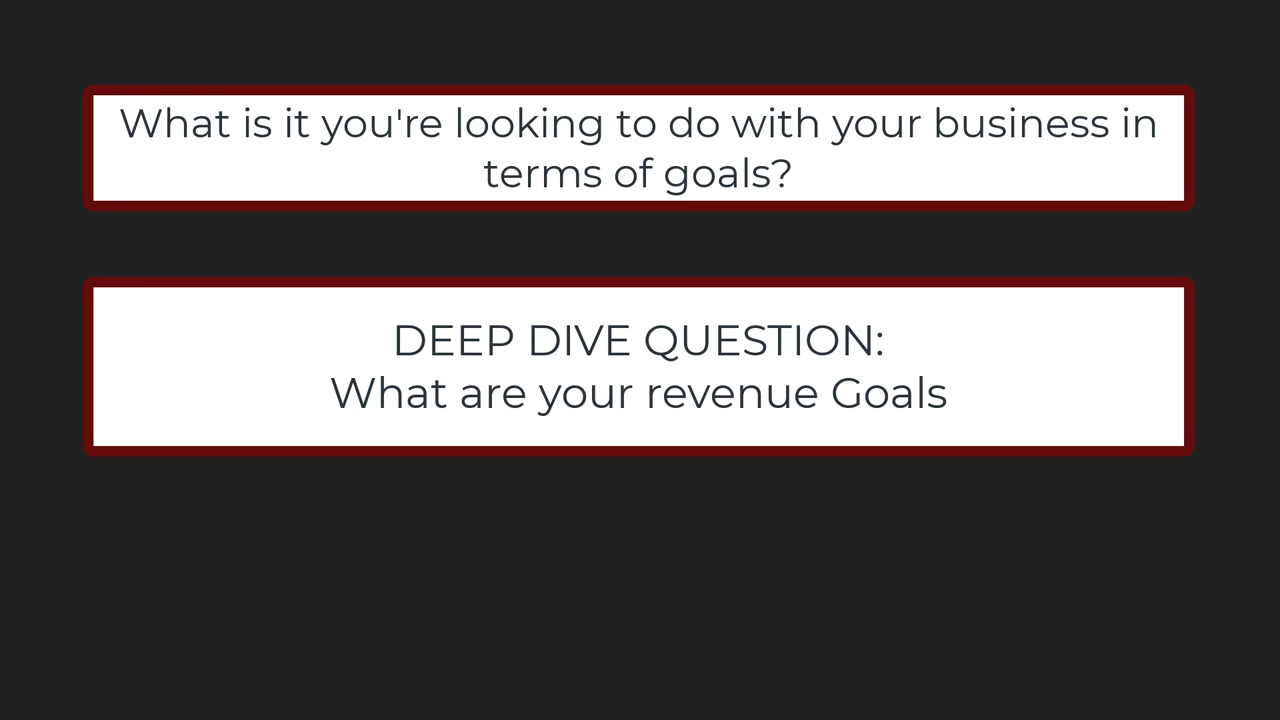 What is it you're looking to do with your business in
terms of goals?
DEEP DIVE QUESTION:
What are your revenue Goals